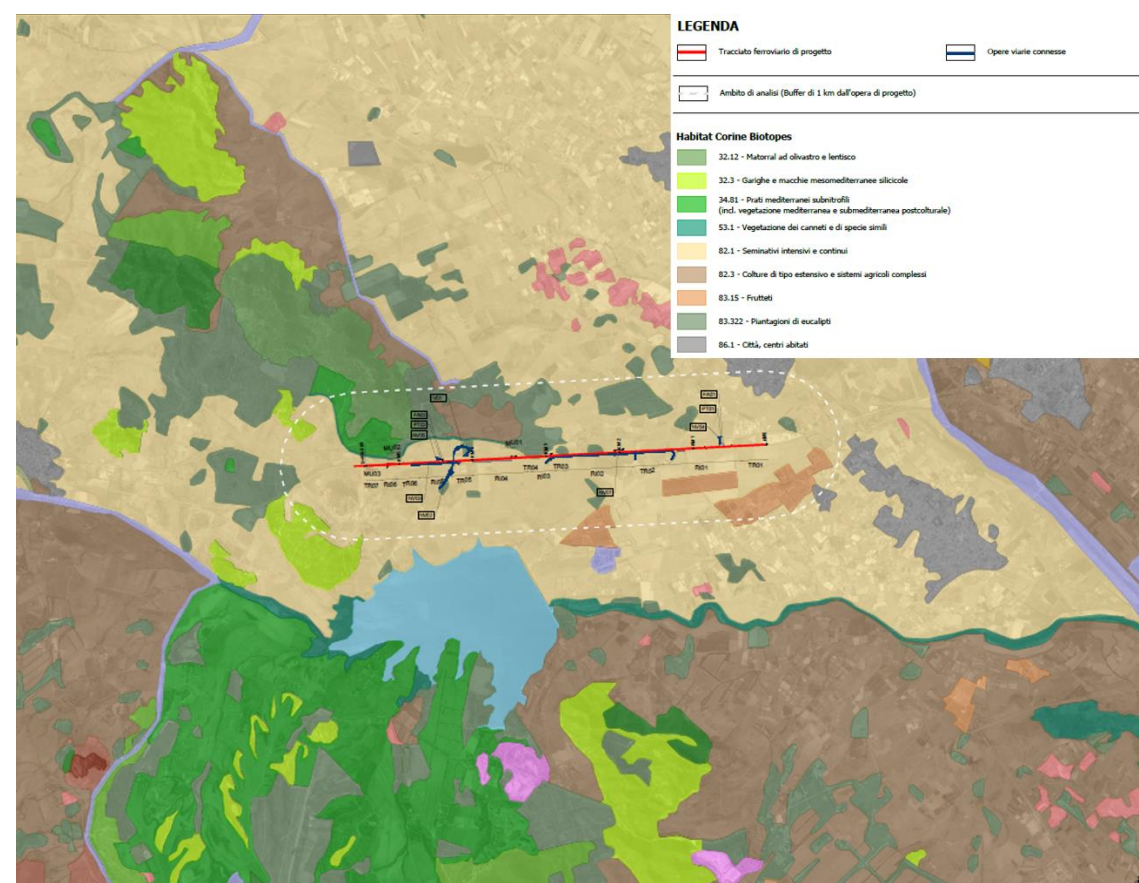 LEGENDA
Tracciato ferroviario di progetto
Opere viarie connesse
Ambito di analisi (Buffer di 1 km dall'opera di progetto)
Habitat Corine Biotopes
32.12 - Matorral ad olivastro e lentisco
32.3 - Garighe e macchie mesomediterranee silicicole
34.81 - Prati mediterranei subnitrofili
(incl. vegetazione mediterranea e submediterranea postcolturale)
53.1 - Vegetazione dei canneti e di specie simili
82.1 - Seminativi intensivi e continui
82.3 - Colture di tipo estensivo e sistemi agricoli complessi
83.15 - Frutteti
83.322 - Piantagioni di eucalipti
86.1 - Città, centri abitati
MU02
MU01
MU03
TR07
RI06
TR06
TR05
RI04
TR04
RI03
TR03
RI02
TR02
RI01
TR01